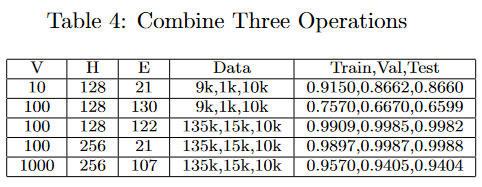 Table 4: Combine Three Operations
V H E Data Train,Val,Test
10 128 21 9k,1k,10k 0.9150,0.8662,0.8660
100 128 130 9k,1k,10k 0.7570,0.6670,0.6599
100 128 122 135k,15k,10k 0.9909,0.9985,0.9982
100 256 21 135k,15k,10k 0.9897,0.9987,0.9988
1000 256 107 135k,15k,10k 0.9570,0.9405,0.9404